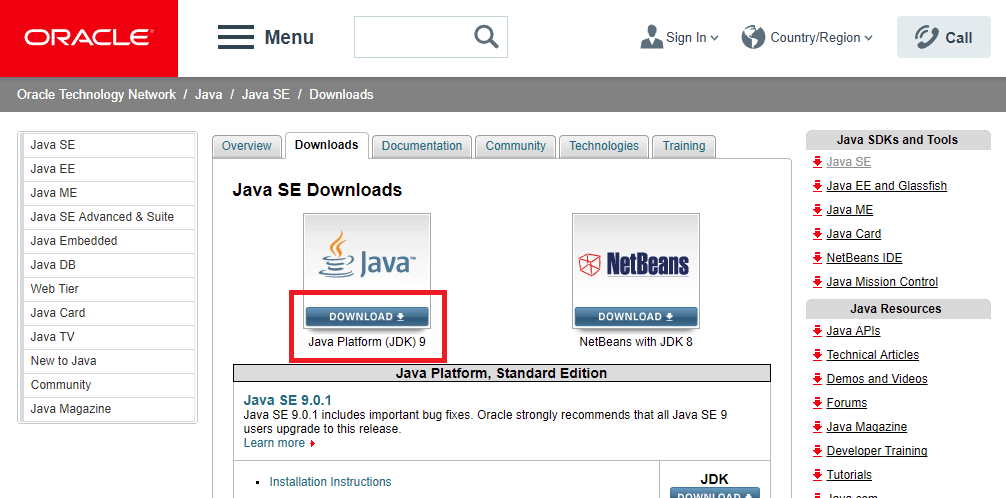 ORACLE
Menu
Sign In
Country/Region
Call
Oracle Technology Network / Java / Java SE / Downloads
Java SE
Java EE
Java ME
Java SE Advanced & Suite
Java Embedded
Java DB
Web Tier
Java Card
Java TV
New to Java
Community
Java Magazine
Overview
Downloads
Documentation
Community
Technologies
Training
Java SE Downloads
Java™
DOWNLOAD
Java Platform (JDK) 9
NetBeans
DOWNLOAD
NetBeans with JDK 8
Java Platform, Standard Edition
Java SE 9.0.1
Java SE 9.0.1 includes important bug fixes. Oracle strongly recommends that all Java SE 9
users upgrade to this release.
Learn more
Installation Instructions
JDK
DOWNLOAD
Java SDKs and Tools
Java SE
Java EE and Glassfish
Java ME
Java Card
NetBeans IDE
Java Mission Control
Java Resources
Java APIs
Technical Articles
Demos and Videos
Forums
Java Magazine
Developer Training
Tutorials
Java.com